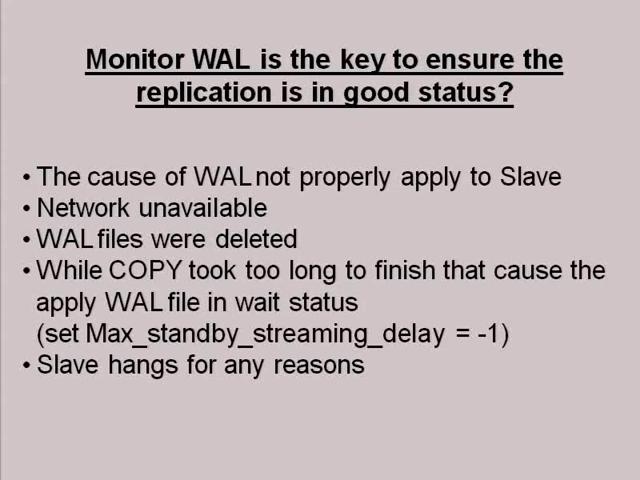 Monitor WAL is the key to ensure the
replication is in good status?
• The cause of WAL not properly apply to Slave
• Network unavailable
• WAL files were deleted
• While COPY took too long to finish that cause the
apply WAL file in wait status
(set Max_standby_streaming_delay = -1)
• Slave hangs for any reasons